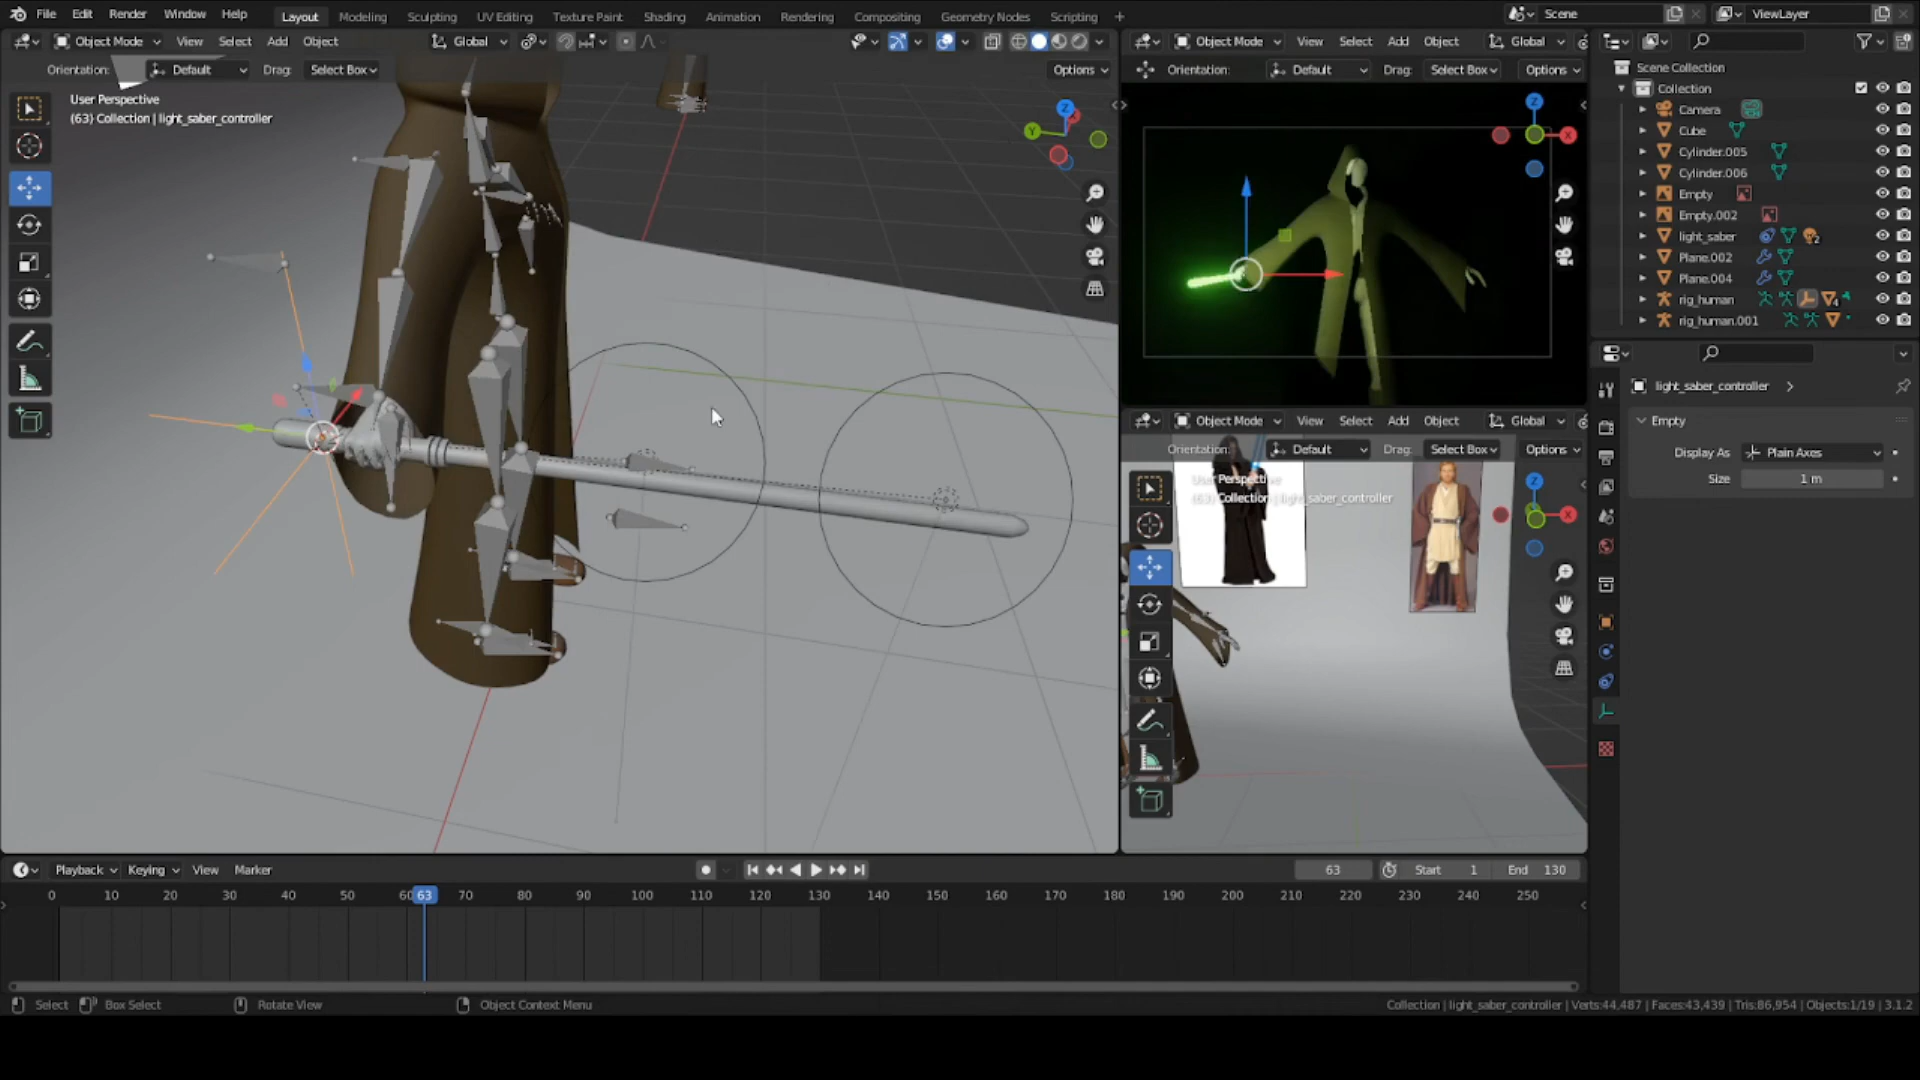 File Edit Render Window Help Layout Modeling Sculpting UV Editing Texture Paint Shading Animation Rendering Compositing Geometry Nodes Scripting + Scene ViewLayer
Object Mode View Select Add Object Global
Orientation: Default Drag: Select Box Options
User Perspective
(63) Collection | light_saber_controller
Z
Y
Object Mode View Select Add Object Global
Orientation: Default Drag: Select Box Options
Z
X
Object Mode View Select Add Object Global
Orientation: Default Drag: Select Box Options
User Perspective
(63) Collection | light_saber_controller
Z
X
Scene Collection
Collection
Camera
Cube
Cylinder.005
Cylinder.006
Empty
Empty.002
light_saber 2
Plane.002
Plane.004
rig_human 4
rig_human.001
light_saber_controller
Empty
Display As Plain Axes
Size 1 m
Playback Keying View Marker 63 Start 1 End 130
0 10 20 30 40 50 60 63 70 80 90 100 110 120 130 140 150 160 170 180 190 200 210 220 230 240 250
Select Box Select Rotate View Object Context Menu Collection | light_saber_controller | Verts:44,487 | Faces:43,439 | Tris:86,954 | Objects:1/19 | 3.1.2